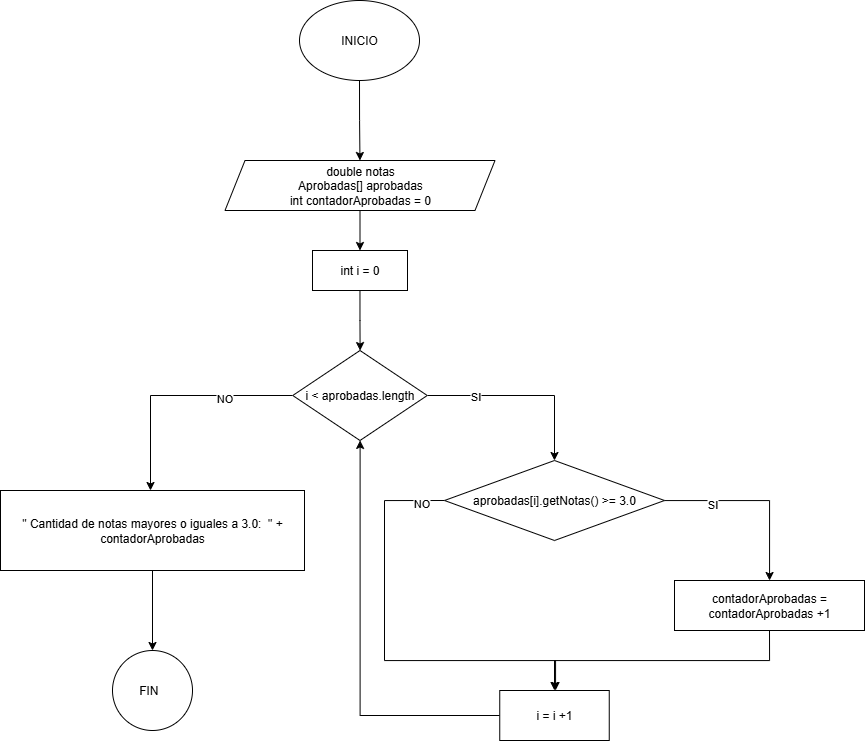 INICIO
double notas
Aprobadas[] aprobadas
int contadorAprobadas = 0
int i = 0
i < aprobadas.length
NO
SI
" Cantidad de notas mayores o iguales a 3.0:  " +
contadorAprobadas
aprobadas[i].getNotas() >= 3.0
NO
SI
contadorAprobadas =
contadorAprobadas +1
FIN
i = i +1